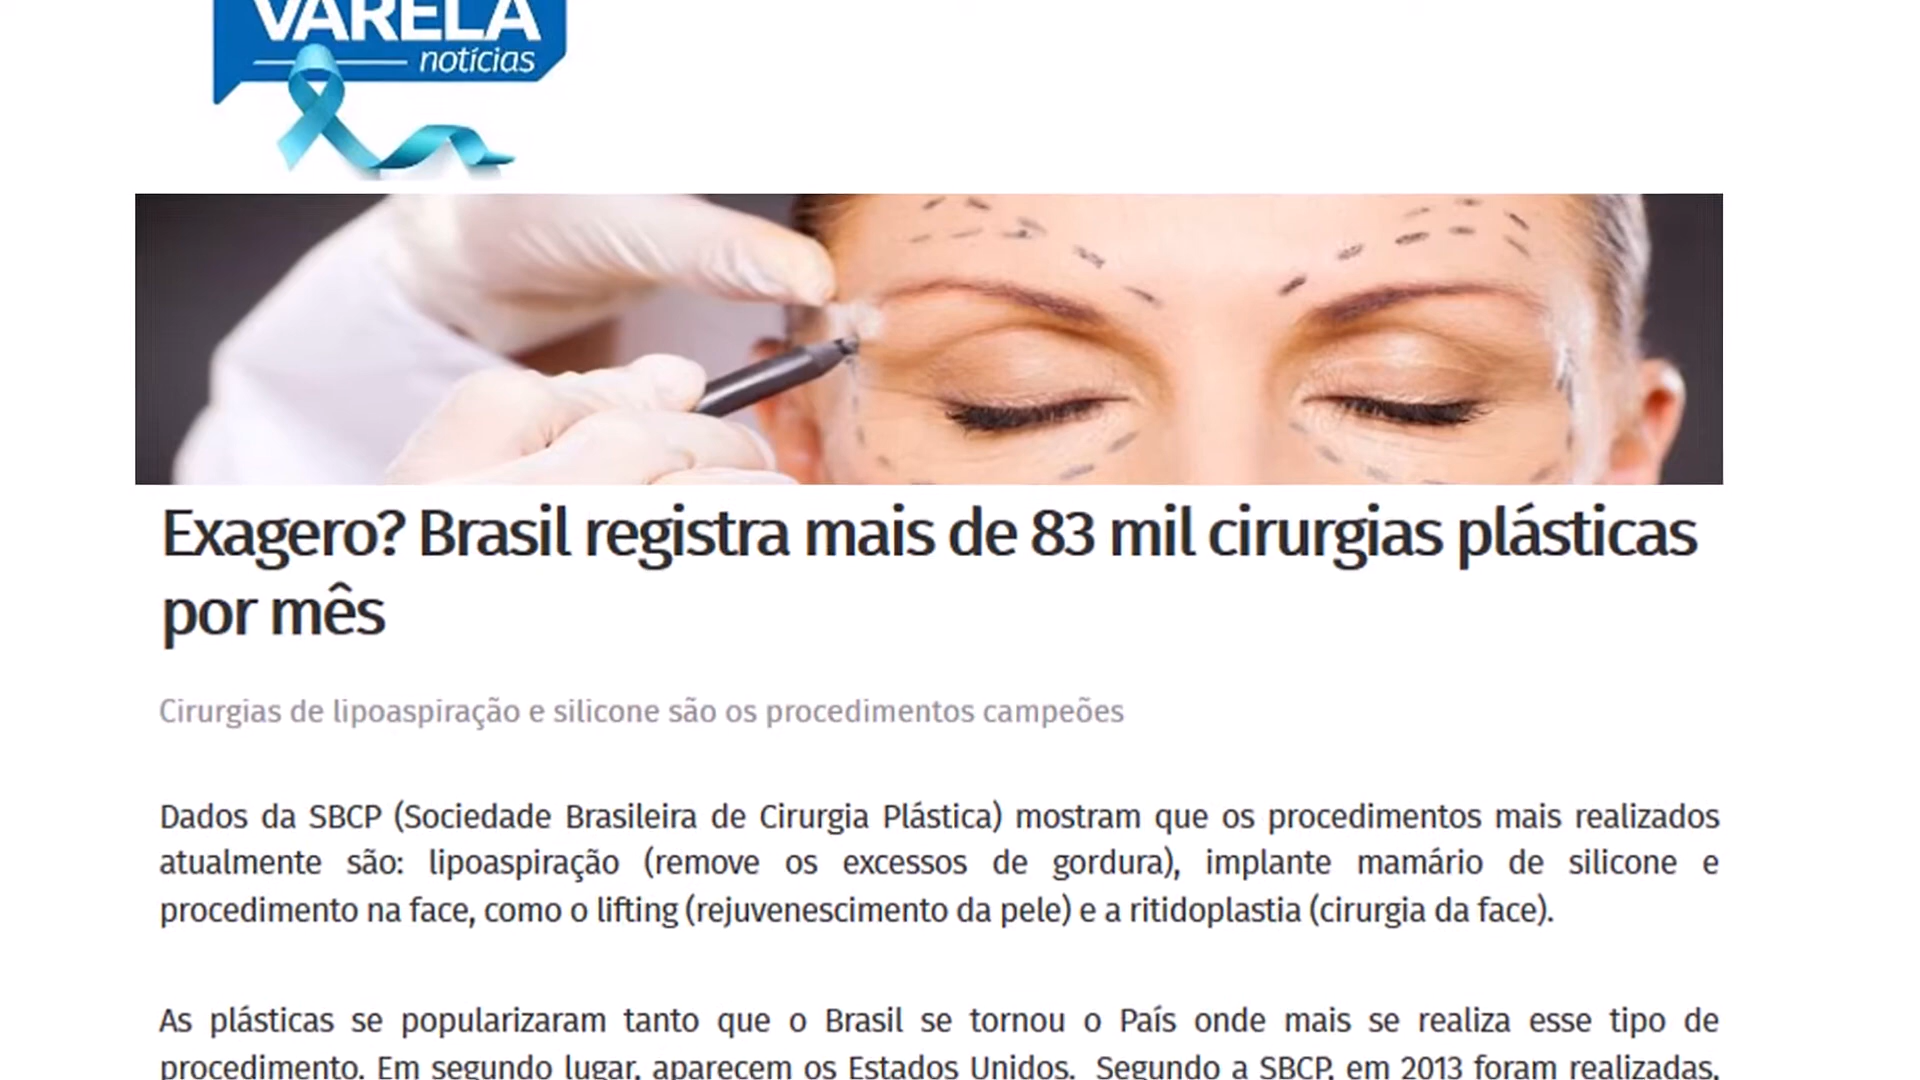 VARELA
notícias
Exagero? Brasil registra mais de 83 mil cirurgias plásticas
por mês
Cirurgias de lipoaspiração e silicone são os procedimentos campeões
Dados da SBCP (Sociedade Brasileira de Cirurgia Plástica) mostram que os procedimentos mais realizados
atualmente são: lipoaspiração (remove os excessos de gordura), implante mamário de silicone e
procedimento na face, como o lifting (rejuvenescimento da pele) e a ritidoplastia (cirurgia da face).
As plásticas se popularizaram tanto que o Brasil se tornou o País onde mais se realiza esse tipo de
procedimento. Em segundo lugar, aparecem os Estados Unidos. Segundo a SBCP, em 2013 foram realizadas,